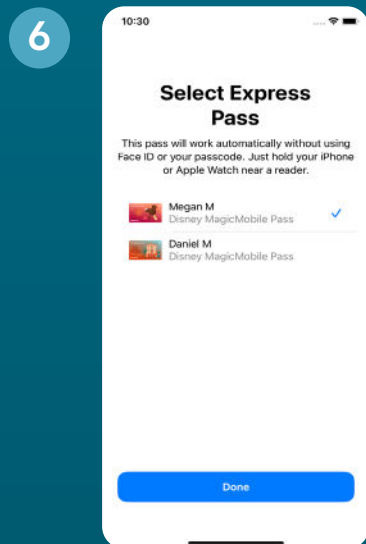 6
10:30
Select Express
Pass
This pass will work automatically without using
Face ID or your passcode. Just hold your iPhone
or Apple Watch near a reader.
Megan M
Disney MagicMobile Pass
Daniel M
Disney MagicMobile Pass
Done